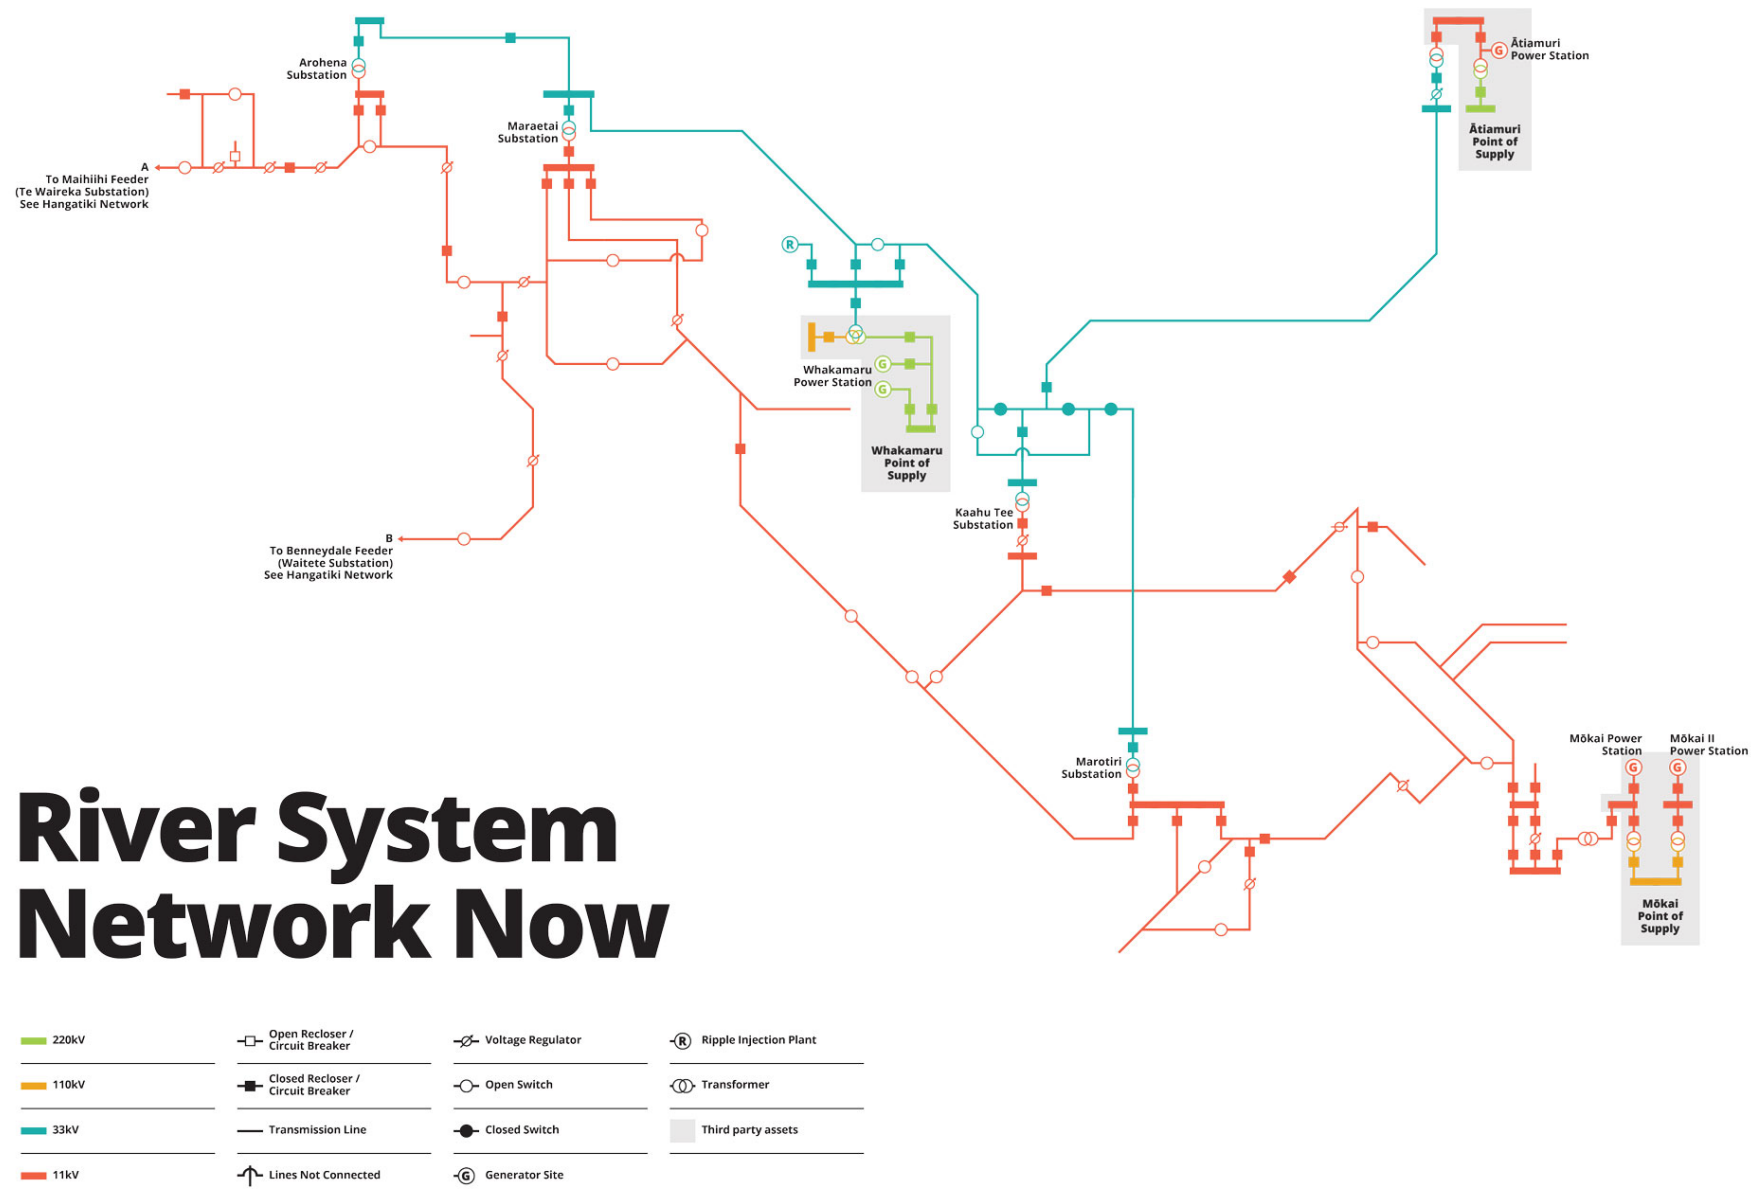 Arohena
Substation
A
To Maihiihi Feeder
(Te Waireka Substation)
See Hangatiki Network
Maraetai
Substation
G
Ātiamuri
Power Station
Ātiamuri
Point of
Supply
R
Whakamaru
Power Station
G
G
Whakamaru
Point of
Supply
B
To Benneydale Feeder
(Waitete Substation)
See Hangatiki Network
Kaahu Tee
Substation
Marotiri
Substation
Mōkai Power
Station
G
Mōkai II
Power Station
G
Mōkai
Point of
Supply
River System
Network Now
220kV
110kV
33kV
11kV
Open Recloser /
Circuit Breaker
Closed Recloser /
Circuit Breaker
Transmission Line
Lines Not Connected
Voltage Regulator
Open Switch
Closed Switch
G
Generator Site
R
Ripple Injection Plant
Transformer
Third party assets